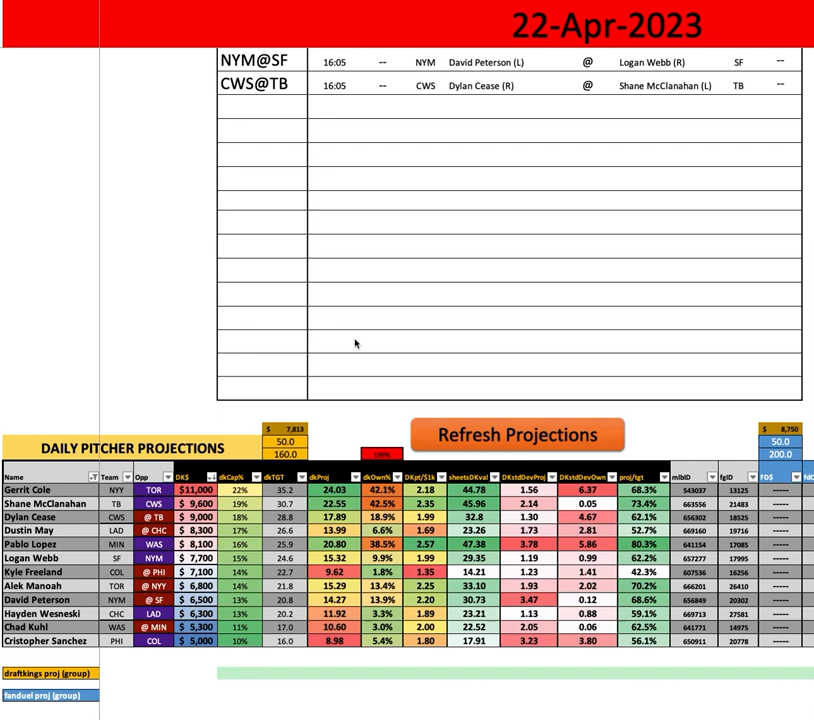 22-Apr-2023
NYM@SF 16:05 -- NYM David Peterson (L) @ Logan Webb (R) SF --
CWS@TB 16:05 -- CWS Dylan Cease (R) @ Shane McClanahan (L) TB --
$ 7,813 $ 8,750
Refresh Projections
50.0 50.0
DAILY PITCHER PROJECTIONS
160.0 200.0
Name Team Opp DK$ dkCap% dkTGT dkProj dkOwn% DKpt/$1k sheetsDKval DKstdDevProj DKstdDevOwn proj/tgt mlbID fgID FD$
Gerrit Cole NYY TOR $11,000 22% 35.2 24.03 42.1% 2.18 44.78 1.56 6.37 68.3% 543037 13125 -----
Shane McClanahan TB CWS $ 9,600 19% 30.7 22.55 42.5% 2.35 45.96 2.14 0.05 73.4% 663556 21483 -----
Dylan Cease CWS @ TB $ 9,000 18% 28.8 17.89 18.9% 1.99 32.8 1.30 4.67 62.1% 656302 18525 -----
Dustin May LAD @ CHC $ 8,300 17% 26.6 13.99 6.6% 1.69 23.26 1.73 2.81 52.7% 669160 19716 -----
Pablo Lopez MIN WAS $ 8,100 16% 25.9 20.80 38.5% 2.57 47.38 3.78 5.86 80.3% 641154 17085 -----
Logan Webb SF NYM $ 7,700 15% 24.6 15.32 9.9% 1.99 29.35 1.19 0.99 62.2% 657277 17995 -----
Kyle Freeland COL @ PHI $ 7,100 14% 22.7 9.62 1.8% 1.35 14.21 1.23 1.41 42.3% 607536 16256 -----
Alek Manoah TOR @ NYY $ 6,800 14% 21.8 15.29 13.4% 2.25 33.10 1.93 2.02 70.2% 666201 26410 -----
David Peterson NYM @ SF $ 6,500 13% 20.8 14.27 13.9% 2.20 30.73 3.47 0.12 68.6% 656849 20302 -----
Hayden Wesneski CHC LAD $ 6,300 13% 20.2 11.92 3.3% 1.89 23.21 1.13 0.88 59.1% 669713 27581 -----
Chad Kuhl WAS @ MIN $ 5,300 11% 17.0 10.60 3.0% 2.00 22.52 2.05 0.06 62.5% 641771 14975 -----
Cristopher Sanchez PHI COL $ 5,000 10% 16.0 8.98 5.4% 1.80 17.91 3.23 3.80 56.1% 650911 20778 -----
draftkings proj (group)
fanduel proj (group)